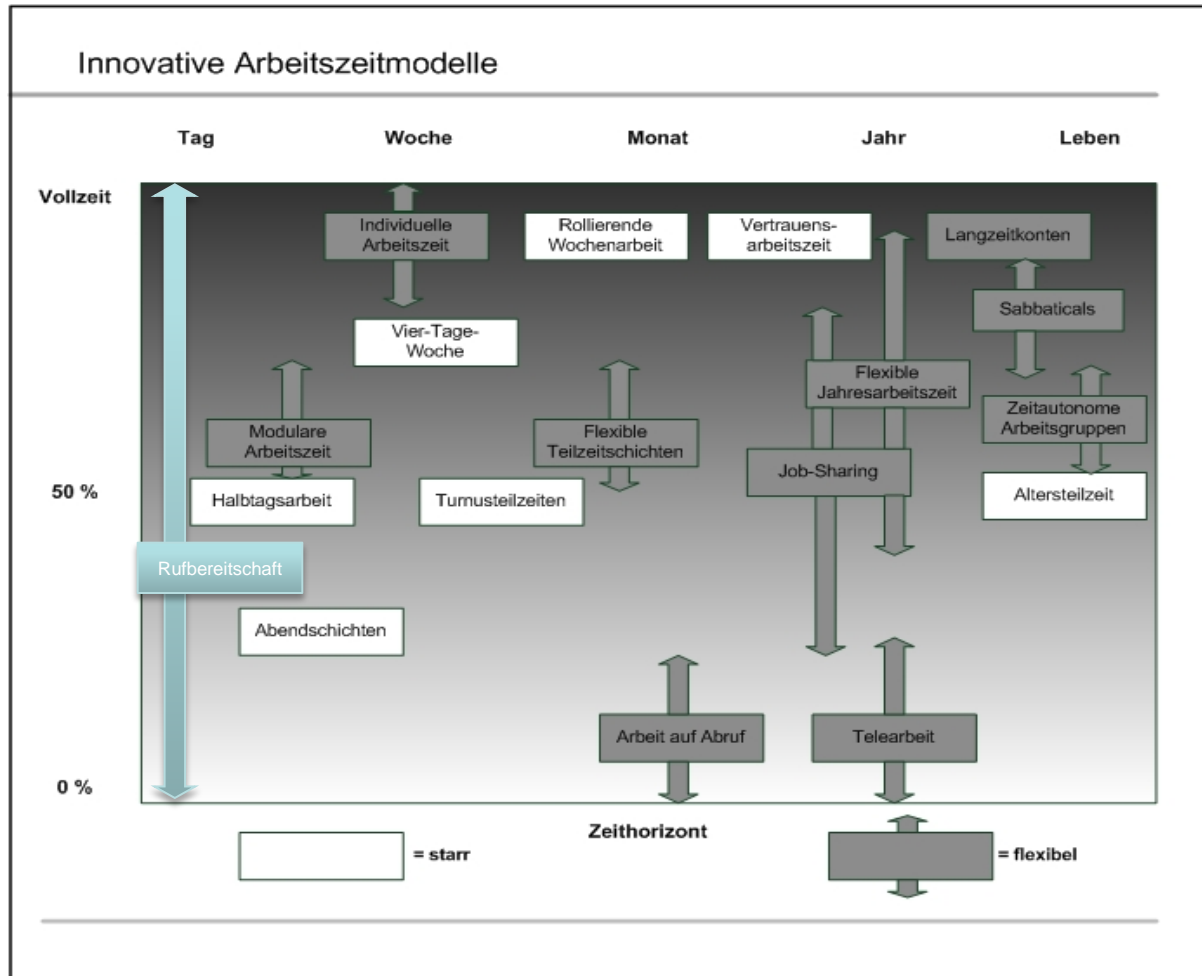 Innovative Arbeitszeitmodelle
Tag
Woche
Monat
Jahr
Leben
Vollzeit
Individuelle
Arbeitszeit
Rollierende
Wochenarbeit
Vertrauens-
arbeitszeit
Langzeitkonten
Sabbaticals
Vier-Tage-
Woche
Flexible
Jahresarbeitszeit
Modulare
Arbeitszeit
Flexible
Teilzeitschichten
Zeitautonome
Arbeitsgruppen
Job-Sharing
50 %
Halbtagsarbeit
Turnusteilzeiten
Altersteilzeit
Rufbereitschaft
Abendschichten
Arbeit auf Abruf
Telearbeit
0 %
Zeithorizont
= starr
= flexibel